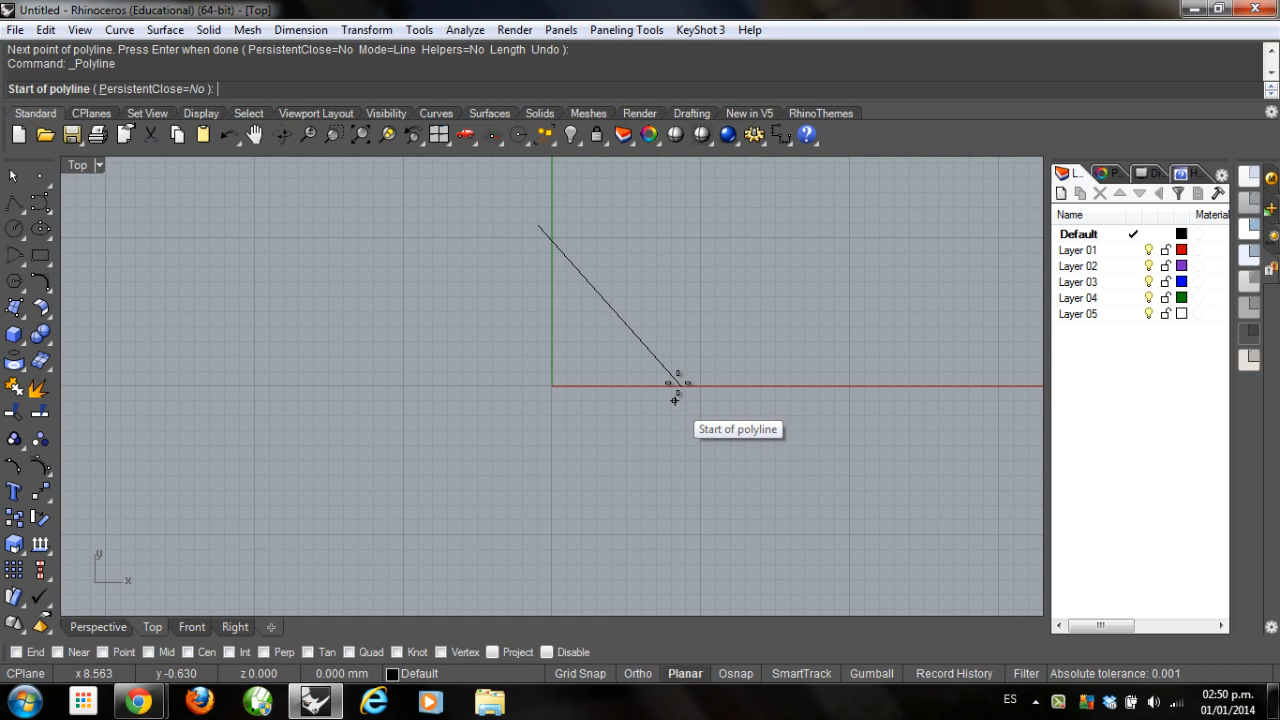 Untitled - Rhinoceros (Educational) (64-bit) - [Top]
File Edit View Curve Surface Solid Mesh Dimension Transform Tools Analyze Render Panels Paneling Tools KeyShot 3 Help
Next point of polyline. Press Enter when done ( PersistentClose=No Mode=Line Helpers=No Length Undo ):
Command: _Polyline
Start of polyline ( PersistentClose=No ):
Standard CPlanes Set View Display Select Viewport Layout Visibility Curves Surfaces Solids Meshes Render Drafting New in V5 RhinoThemes
Top
L... P... Di H...
Name Material
Default
Layer 01
Layer 02
Layer 03
Layer 04
Layer 05
Start of polyline
y
x
Perspective Top Front Right
End Near Point Mid Cen Int Perp Tan Quad Knot Vertex Project Disable
CPlane x 8.563 y -0.630 z 0.000 0.000 mm Default Grid Snap Ortho Planar Osnap SmartTrack Gumball Record History Filter Absolute tolerance: 0.001
ES 02:50 p.m.
01/01/2014